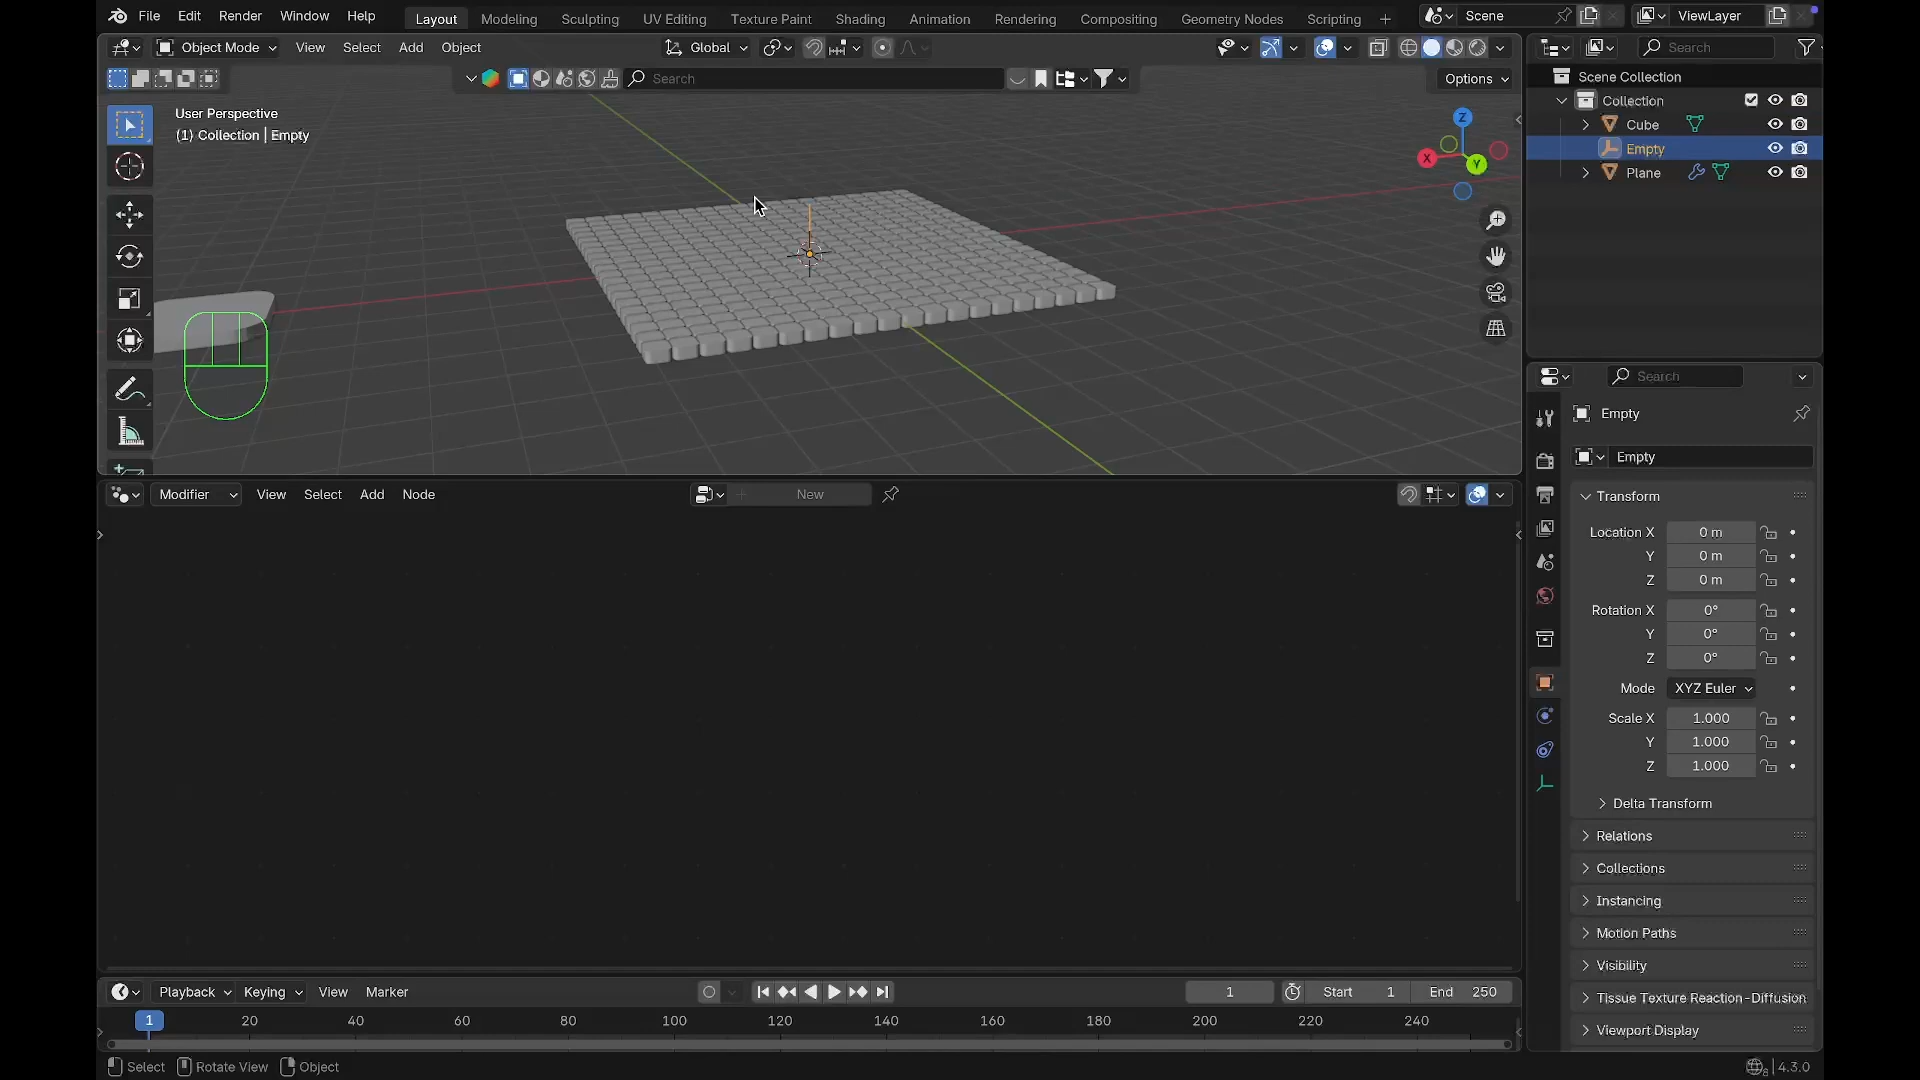 File Edit Render Window Help Layout Modeling Sculpting UV Editing Texture Paint Shading Animation Rendering Compositing Geometry Nodes Scripting + Scene ViewLayer
Object Mode View Select Add Object Global Search
Search Options
Scene Collection
Collection
Cube
Empty
Plane
User Perspective
(1) Collection | Empty
Z
X
Y
Search
Empty
Empty
Transform
Location X 0 m
Y 0 m
Z 0 m
Rotation X 0°
Y 0°
Z 0°
Mode XYZ Euler
Scale X 1.000
Y 1.000
Z 1.000
Delta Transform
Relations
Collections
Instancing
Motion Paths
Visibility
Tissue Texture Reaction-Diffusion
Viewport Display
Modifier View Select Add Node New
Playback Keying View Marker 1 Start 1 End 250
1 20 40 60 80 100 120 140 160 180 200 220 240
Select Rotate View Object 4.3.0